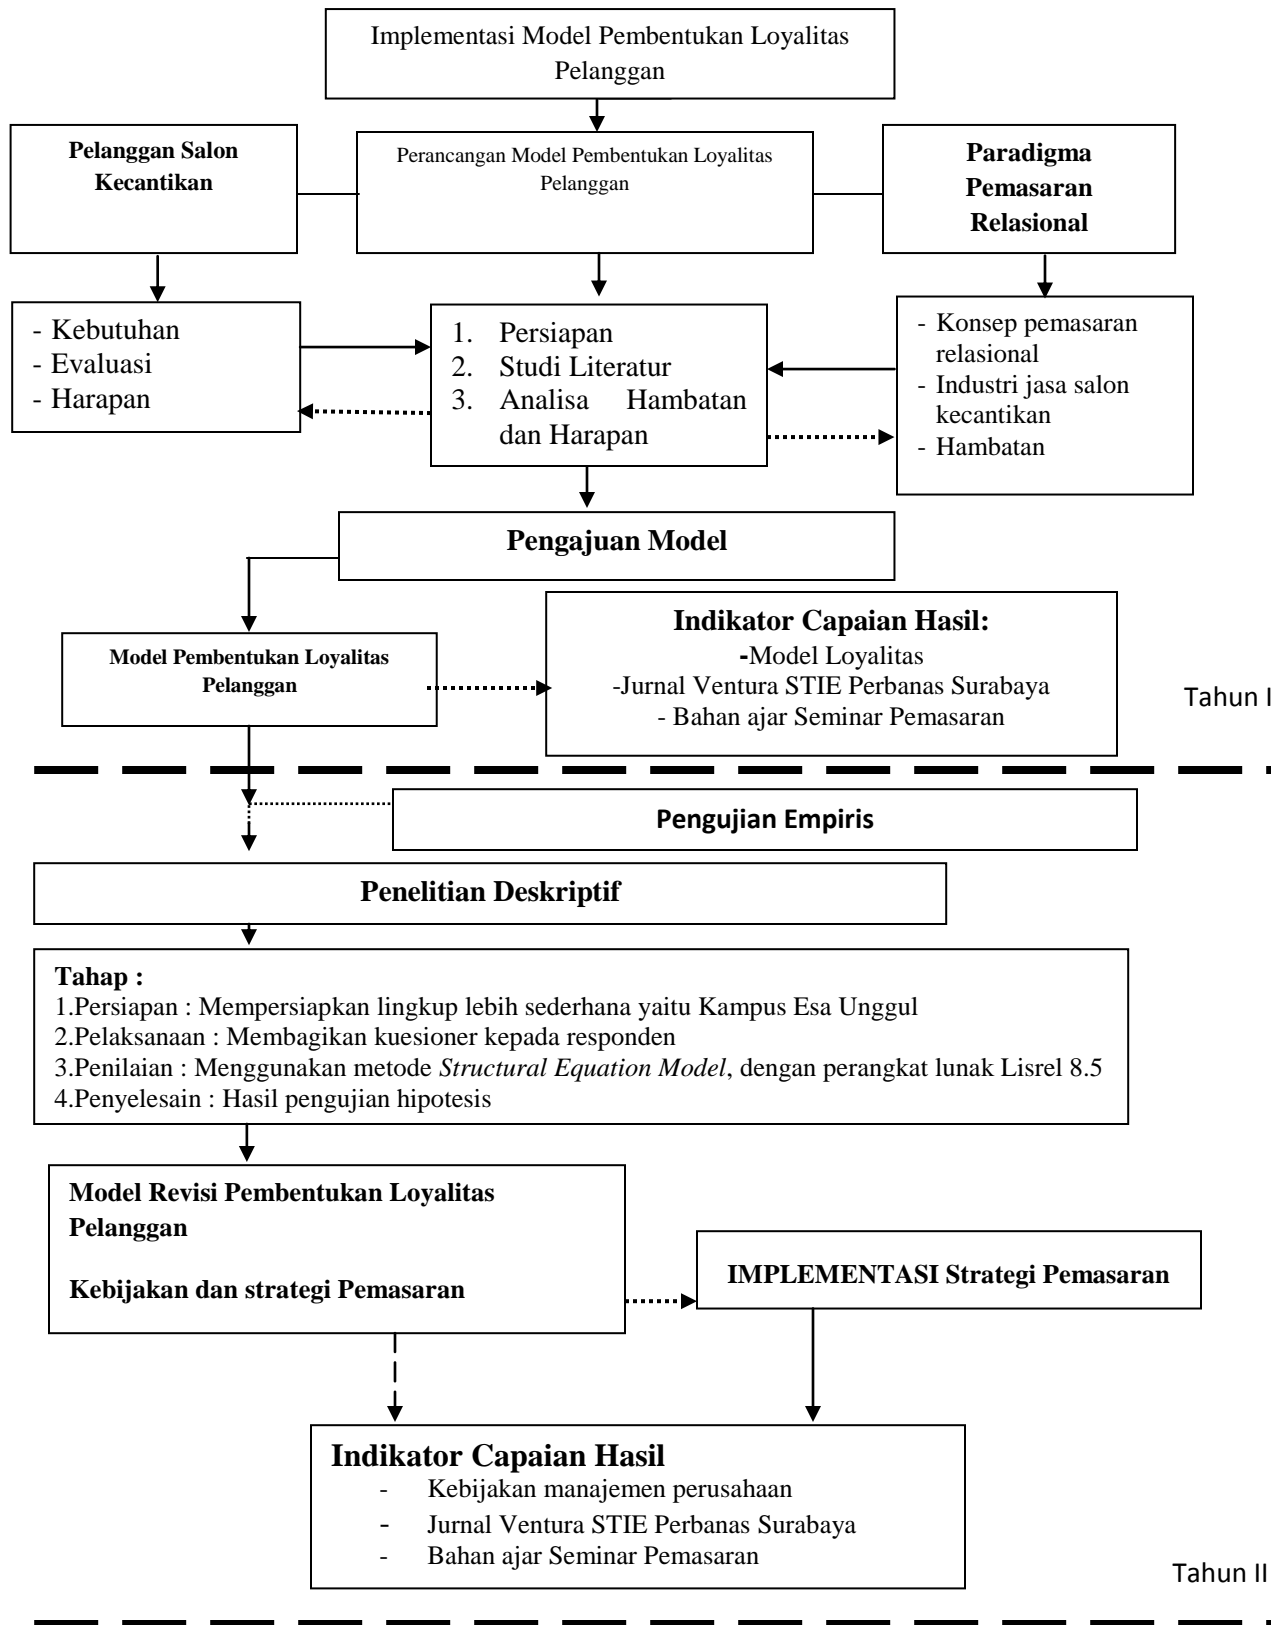 Implementasi Model Pembentukan Loyalitas
Pelanggan
Pelanggan Salon
Kecantikan
Perancangan Model Pembentukan Loyalitas
Pelanggan
Paradigma
Pemasaran
Relasional
- Kebutuhan
- Evaluasi
- Harapan
1. Persiapan
2. Studi Literatur
3. Analisa Hambatan
dan Harapan
- Konsep pemasaran
relasional
- Industri jasa salon
kecantikan
- Hambatan
Pengajuan Model
Model Pembentukan Loyalitas
Pelanggan
Indikator Capaian Hasil:
-Model Loyalitas
-Jurnal Ventura STIE Perbanas Surabaya
- Bahan ajar Seminar Pemasaran
Tahun I
Pengujian Empiris
Penelitian Deskriptif
Tahap :
1.Persiapan : Mempersiapkan lingkup lebih sederhana yaitu Kampus Esa Unggul
2.Pelaksanaan : Membagikan kuesioner kepada responden
3.Penilaian : Menggunakan metode Structural Equation Model, dengan perangkat lunak Lisrel 8.5
4.Penyelesain : Hasil pengujian hipotesis
Model Revisi Pembentukan Loyalitas
Pelanggan
Kebijakan dan strategi Pemasaran
IMPLEMENTASI Strategi Pemasaran
Indikator Capaian Hasil
- Kebijakan manajemen perusahaan
- Jurnal Ventura STIE Perbanas Surabaya
- Bahan ajar Seminar Pemasaran
Tahun II